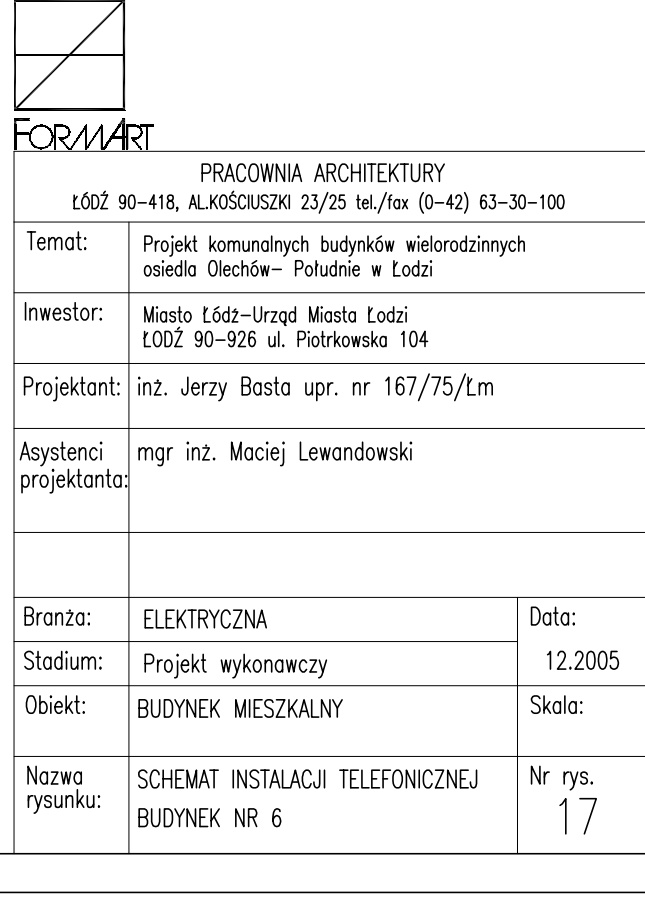 FORMART
PRACOWNIA ARCHITEKTURY
ŁÓDŹ 90-418, AL.KOŚCIUSZKI 23/25 tel./fax (0-42) 63-30-100
Temat:
Projekt komunalnych budynków wielorodzinnych
osiedla Olechów- Południe w Łodzi
Inwestor:
Miasto Łódź-Urząd Miasta Łodzi
ŁODŹ 90-926 ul. Piotrkowska 104
Projektant: inż. Jerzy Basta upr. nr 167/75/Łm
Asystenci
projektanta:
mgr inż. Maciej Lewandowski
Branża: ELEKTRYCZNA
Data:
Stadium: Projekt wykonawczy
12.2005
Obiekt: BUDYNEK MIESZKALNY
Skala:
Nazwa
rysunku:
SCHEMAT INSTALACJI TELEFONICZNEJ
BUDYNEK NR 6
Nr rys.
17